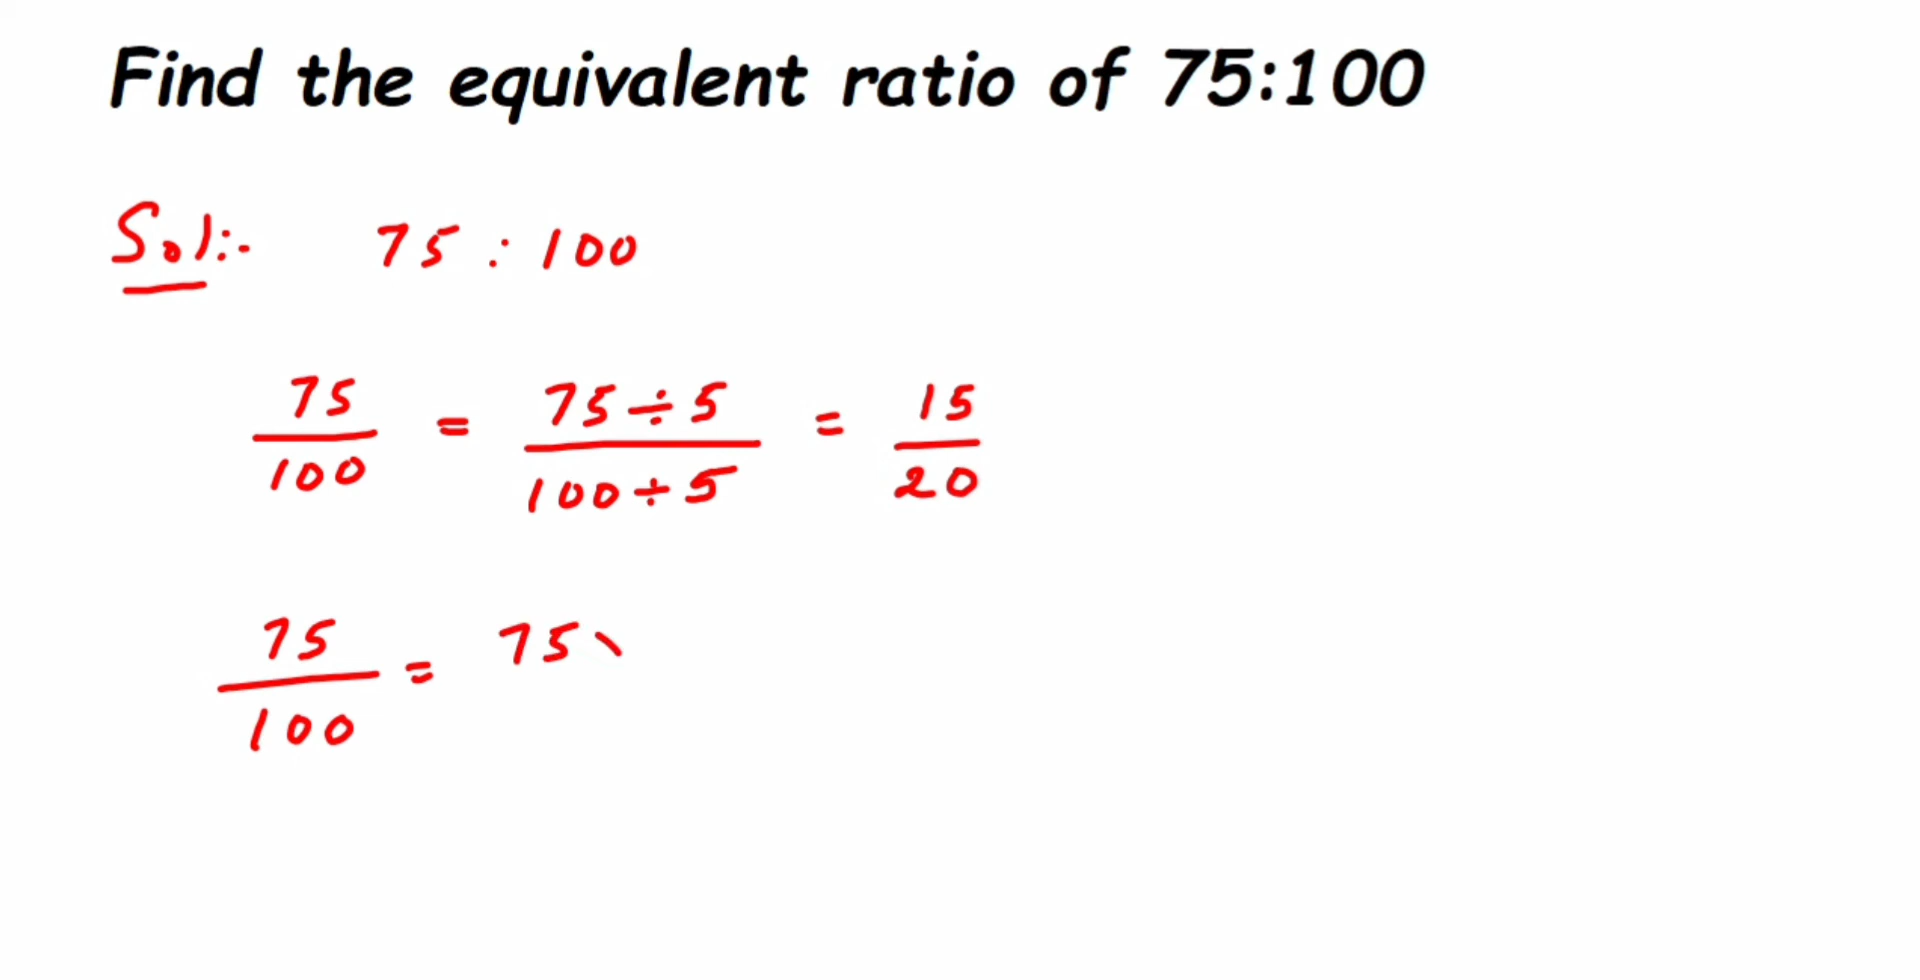 Find the equivalent ratio of 75:100
Sol:- 75 : 100
75/100 = 75÷5/100÷5 = 15/20
75/100 = 75